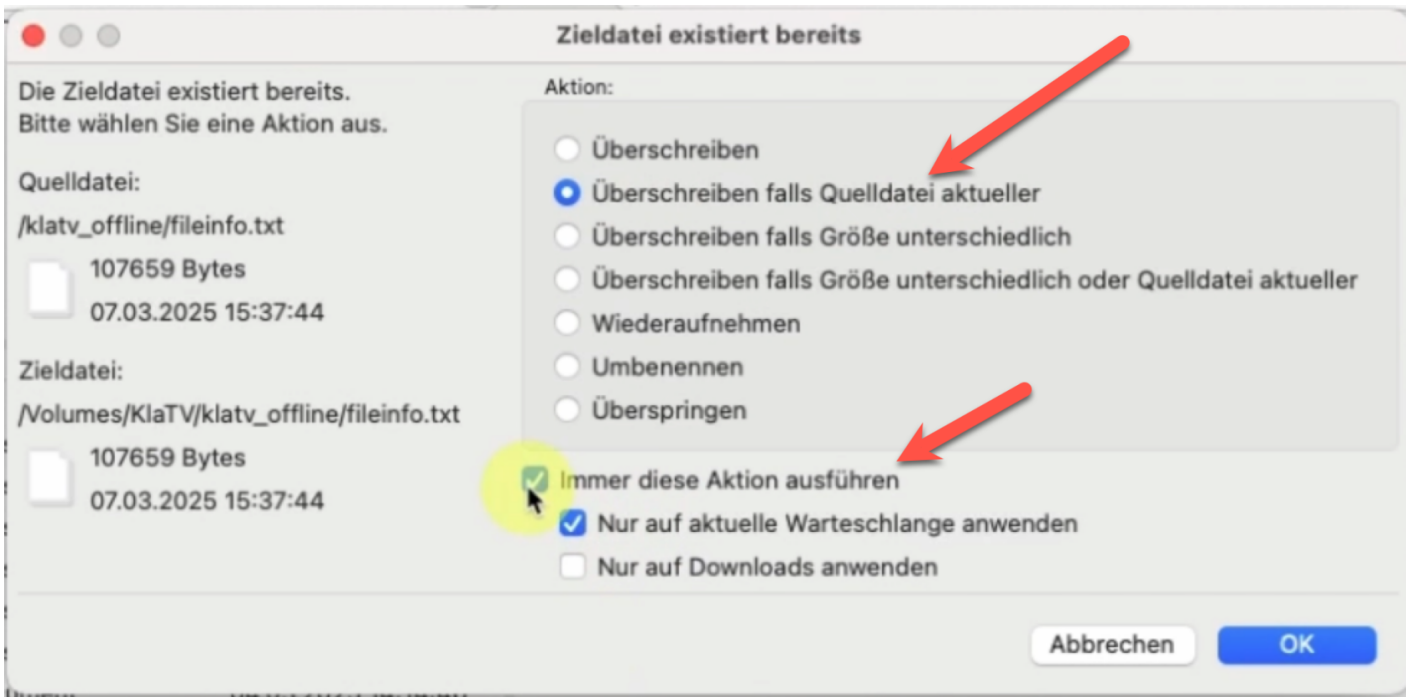 Zieldatei existiert bereits
Die Zieldatei existiert bereits.
Bitte wählen Sie eine Aktion aus.
Quelldatei:
/klatv_offline/fileinfo.txt
107659 Bytes
07.03.2025 15:37:44
Zieldatei:
/Volumes/KlaTV/klatv_offline/fileinfo.txt
107659 Bytes
07.03.2025 15:37:44
Aktion:
Überschreiben
Überschreiben falls Quelldatei aktueller
Überschreiben falls Größe unterschiedlich
Überschreiben falls Größe unterschiedlich oder Quelldatei aktueller
Wiederaufnehmen
Umbenennen
Überspringen
Immer diese Aktion ausführen
Nur auf aktuelle Warteschlange anwenden
Nur auf Downloads anwenden
Abbrechen
OK